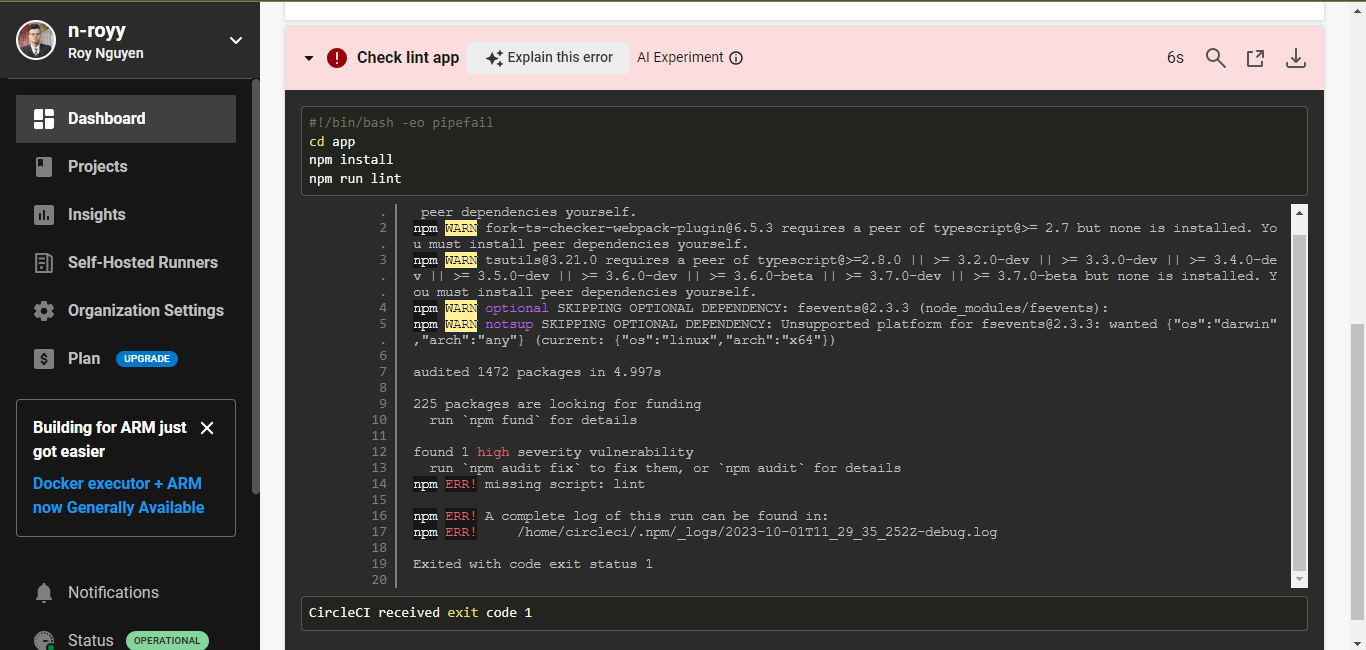 n-royy
Roy Nguyen
Dashboard
Projects
Insights
Self-Hosted Runners
Organization Settings
$ Plan UPGRADE
Building for ARM just
got easier
Docker executor + ARM
now Generally Available
Notifications
Status OPERATIONAL
! Check lint app Explain this error AI Experiment 6s
#!/bin/bash -eo pipefail
cd app
npm install
npm run lint
. peer dependencies yourself.
2 npm WARN fork-ts-checker-webpack-plugin@6.5.3 requires a peer of typescript@>= 2.7 but none is installed. Yo
. u must install peer dependencies yourself.
3 npm WARN tsutils@3.21.0 requires a peer of typescript@>=2.8.0 || >= 3.2.0-dev || >= 3.3.0-dev || >= 3.4.0-de
. v || >= 3.5.0-dev || >= 3.6.0-dev || >= 3.6.0-beta || >= 3.7.0-dev || >= 3.7.0-beta but none is installed. Y
. ou must install peer dependencies yourself.
4 npm WARN optional SKIPPING OPTIONAL DEPENDENCY: fsevents@2.3.3 (node_modules/fsevents):
5 npm WARN notsup SKIPPING OPTIONAL DEPENDENCY: Unsupported platform for fsevents@2.3.3: wanted {"os":"darwin"
. ,"arch":"any"} (current: {"os":"linux","arch":"x64"})
6
7 audited 1472 packages in 4.997s
8
9 225 packages are looking for funding
10 run `npm fund` for details
11
12 found 1 high severity vulnerability
13 run `npm audit fix` to fix them, or `npm audit` for details
14 npm ERR! missing script: lint
15
16 npm ERR! A complete log of this run can be found in:
17 npm ERR! /home/circleci/.npm/_logs/2023-10-01T11_29_35_252Z-debug.log
18
19 Exited with code exit status 1
20
CircleCI received exit code 1